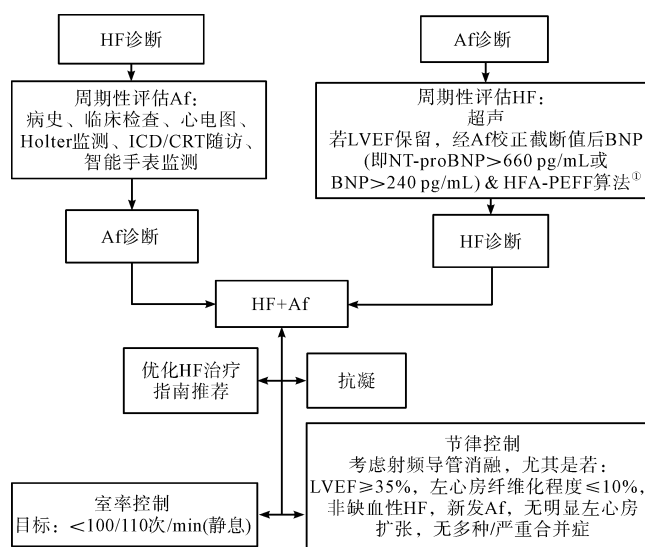 HF诊断
Af诊断
周期性评估Af：
病史、临床检查、心电图、
Holter监测、ICD/CRT随访、
智能手表监测
周期性评估HF：
超声
若LVEF保留，经Af校正截断值后BNP
(即NT-proBNP＞660 pg/mL或
BNP＞240 pg/mL) & HFA-PEFF算法①
Af诊断
HF诊断
HF+Af
优化HF治疗
指南推荐
抗凝
室率控制
目标：＜100/110次/min(静息)
节律控制
考虑射频导管消融，尤其是若：
LVEF≥35%，左心房纤维化程度≤10%，
非缺血性HF，新发Af，无明显左心房
扩张，无多种/严重合并症